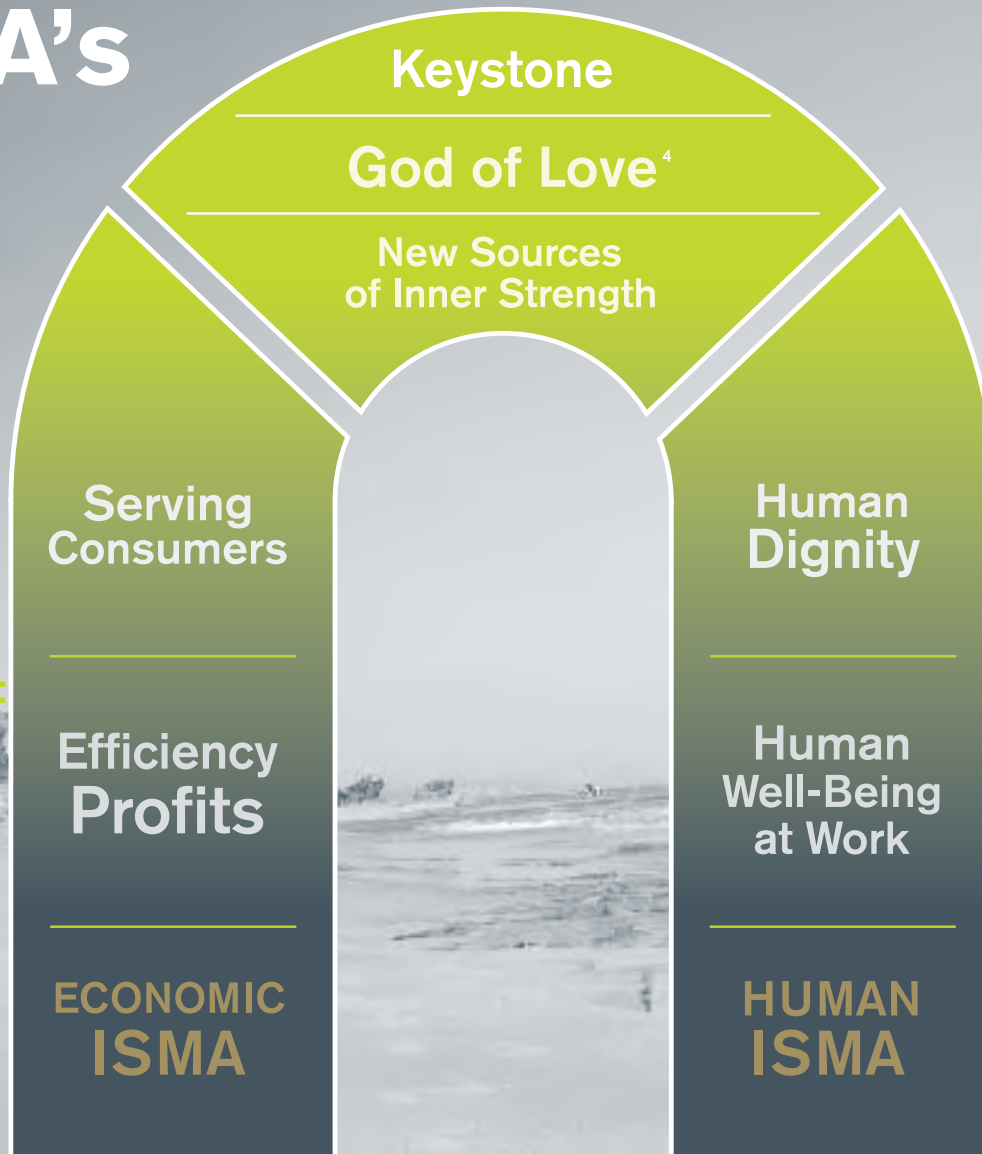 A's
Keystone
God of Love⁴
New Sources
of Inner Strength
Serving
Consumers
Efficiency
Profits
ECONOMIC
ISMA
Human
Dignity
Human
Well-Being
at Work
HUMAN
ISMA